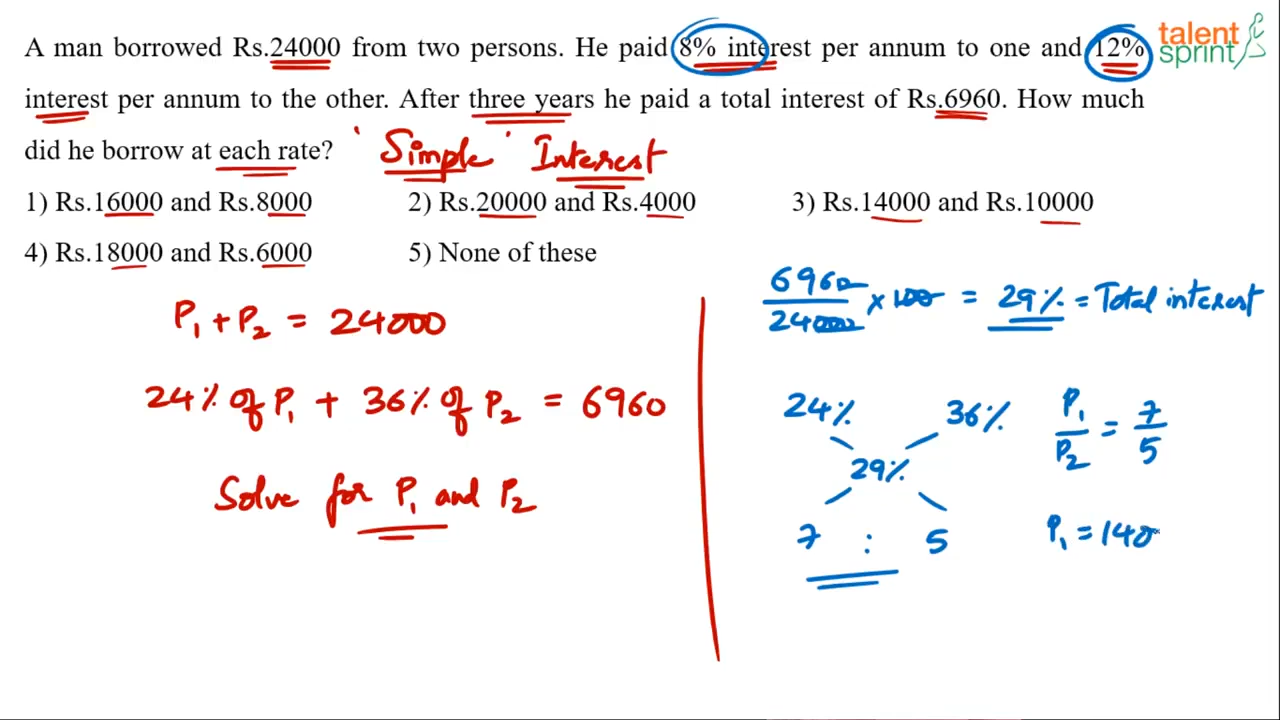 A man borrowed Rs.24000 from two persons. He paid 8% interest per annum to one and 12%
interest per annum to the other. After three years he paid a total interest of Rs.6960. How much
did he borrow at each rate? 'Simple' Interest
1) Rs.16000 and Rs.8000 2) Rs.20000 and Rs.4000 3) Rs.14000 and Rs.10000
4) Rs.18000 and Rs.6000 5) None of these
talent
sprint
P₁ + P₂ = 24000
24% of P₁ + 36% of P₂ = 6960
Solve for P₁ and P₂
6960/24000 × 100 = 29% = Total interest
24% 36%
29%
7 : 5
P₁/P₂ = 7/5
P₁ = 140